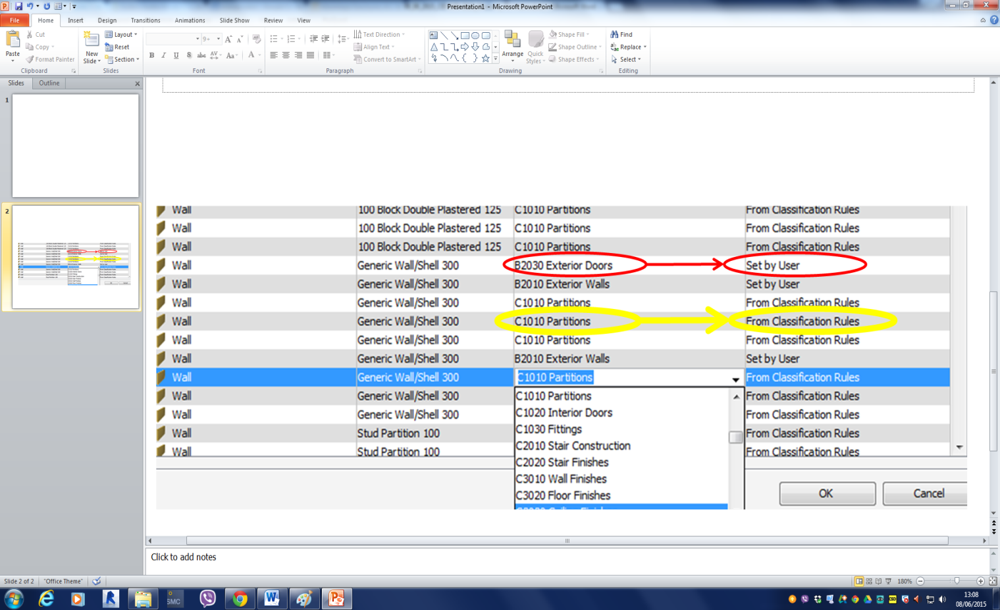 Presentation1 - Microsoft PowerPoint
File Home Insert Design Transitions Animations Slide Show Review View
Paste
Cut
Copy
Format Painter
Clipboard
New Slide
Layout
Reset
Section
Slides
9+
Font
Paragraph
Text Direction
Align Text
Convert to SmartArt
Arrange
Quick Styles
Shape Fill
Shape Outline
Shape Effects
Drawing
Find
Replace
Select
Editing
Slides Outline
1
2
Wall 100 Block Double Plastered 125 C1010 Partitions From Classification Rules
Wall 100 Block Double Plastered 125 C1010 Partitions From Classification Rules
Wall 100 Block Double Plastered 125 C1010 Partitions From Classification Rules
Wall Generic Wall/Shell 300 B2030 Exterior Doors Set by User
Wall Generic Wall/Shell 300 B2010 Exterior Walls Set by User
Wall Generic Wall/Shell 300 C1010 Partitions From Classification Rules
Wall Generic Wall/Shell 300 C1010 Partitions From Classification Rules
Wall Generic Wall/Shell 300 C1010 Partitions From Classification Rules
Wall Generic Wall/Shell 300 B2010 Exterior Walls Set by User
Wall Generic Wall/Shell 300 C1010 Partitions From Classification Rules
Wall Generic Wall/Shell 300 C1010 Partitions From Classification Rules
C1020 Interior Doors
Wall Generic Wall/Shell 300 From Classification Rules
C1030 Fittings
Wall Stud Partition 100 From Classification Rules
C2010 Stair Construction
Wall Stud Partition 100 From Classification Rules
C2020 Stair Finishes
C3010 Wall Finishes
C3020 Floor Finishes
OK Cancel
Click to add notes
Slide 2 of 2 "Office Theme" 180%
SMC
13:08
08/06/2015